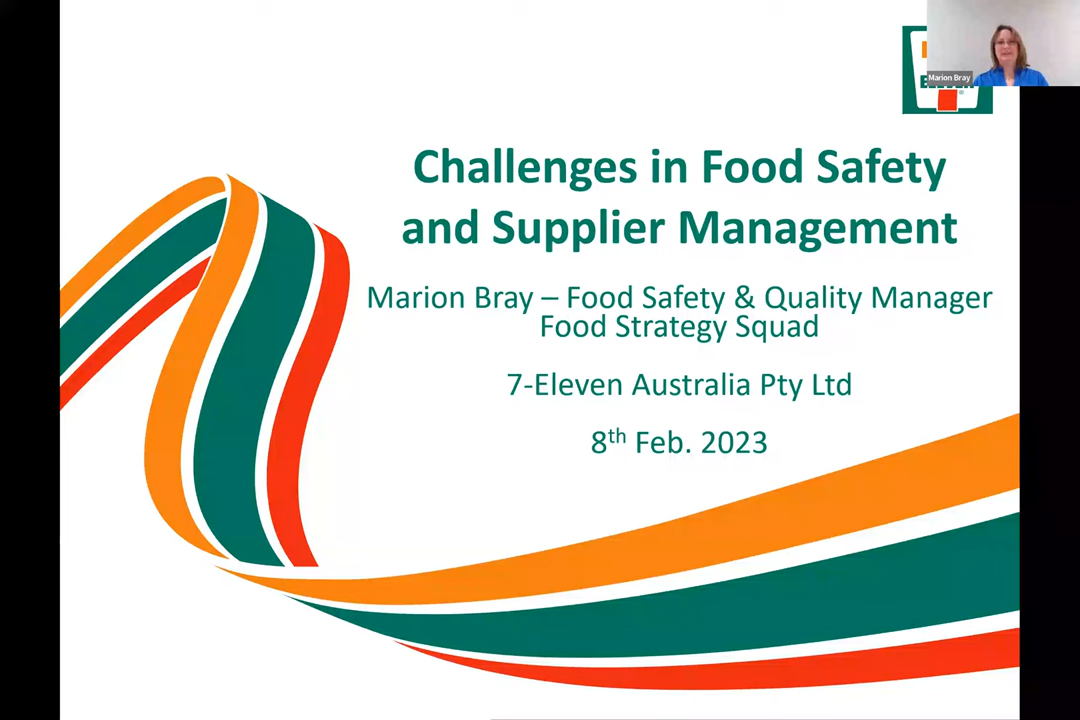 Marion Bray
Challenges in Food Safety
and Supplier Management
Marion Bray – Food Safety & Quality Manager
Food Strategy Squad
7-Eleven Australia Pty Ltd
8th Feb. 2023